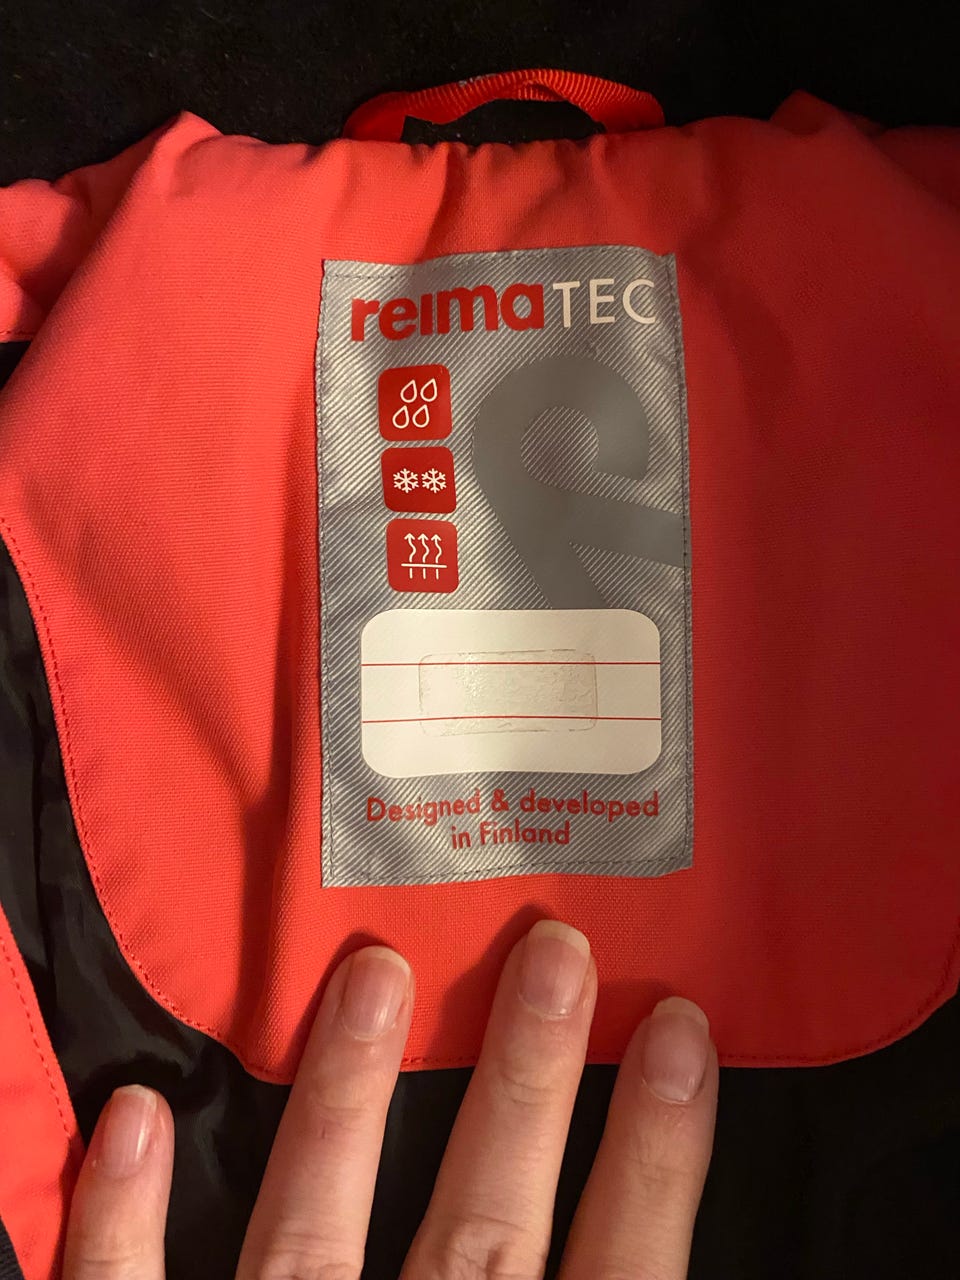 reimaTEC
Designed & developed
in Finland